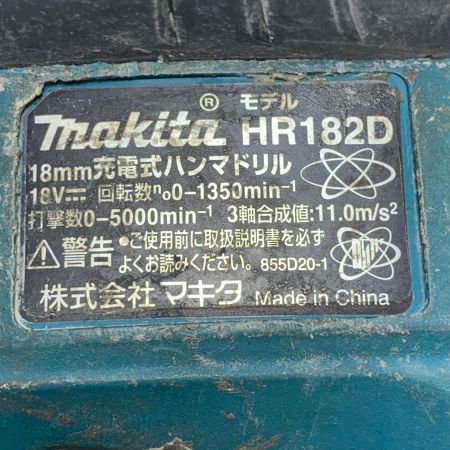 ® モデル
makita HR182D
18mm充電式ハンマドリル
18V⎓ 回転数n₀0-1350min⁻¹
打撃数0-5000min⁻¹ 3軸合成値:11.0m/s²
⚠警告 •ご使用前に取扱説明書を必ず
よくお読みください。 855D20-1
株式会社 マキタ Made in China